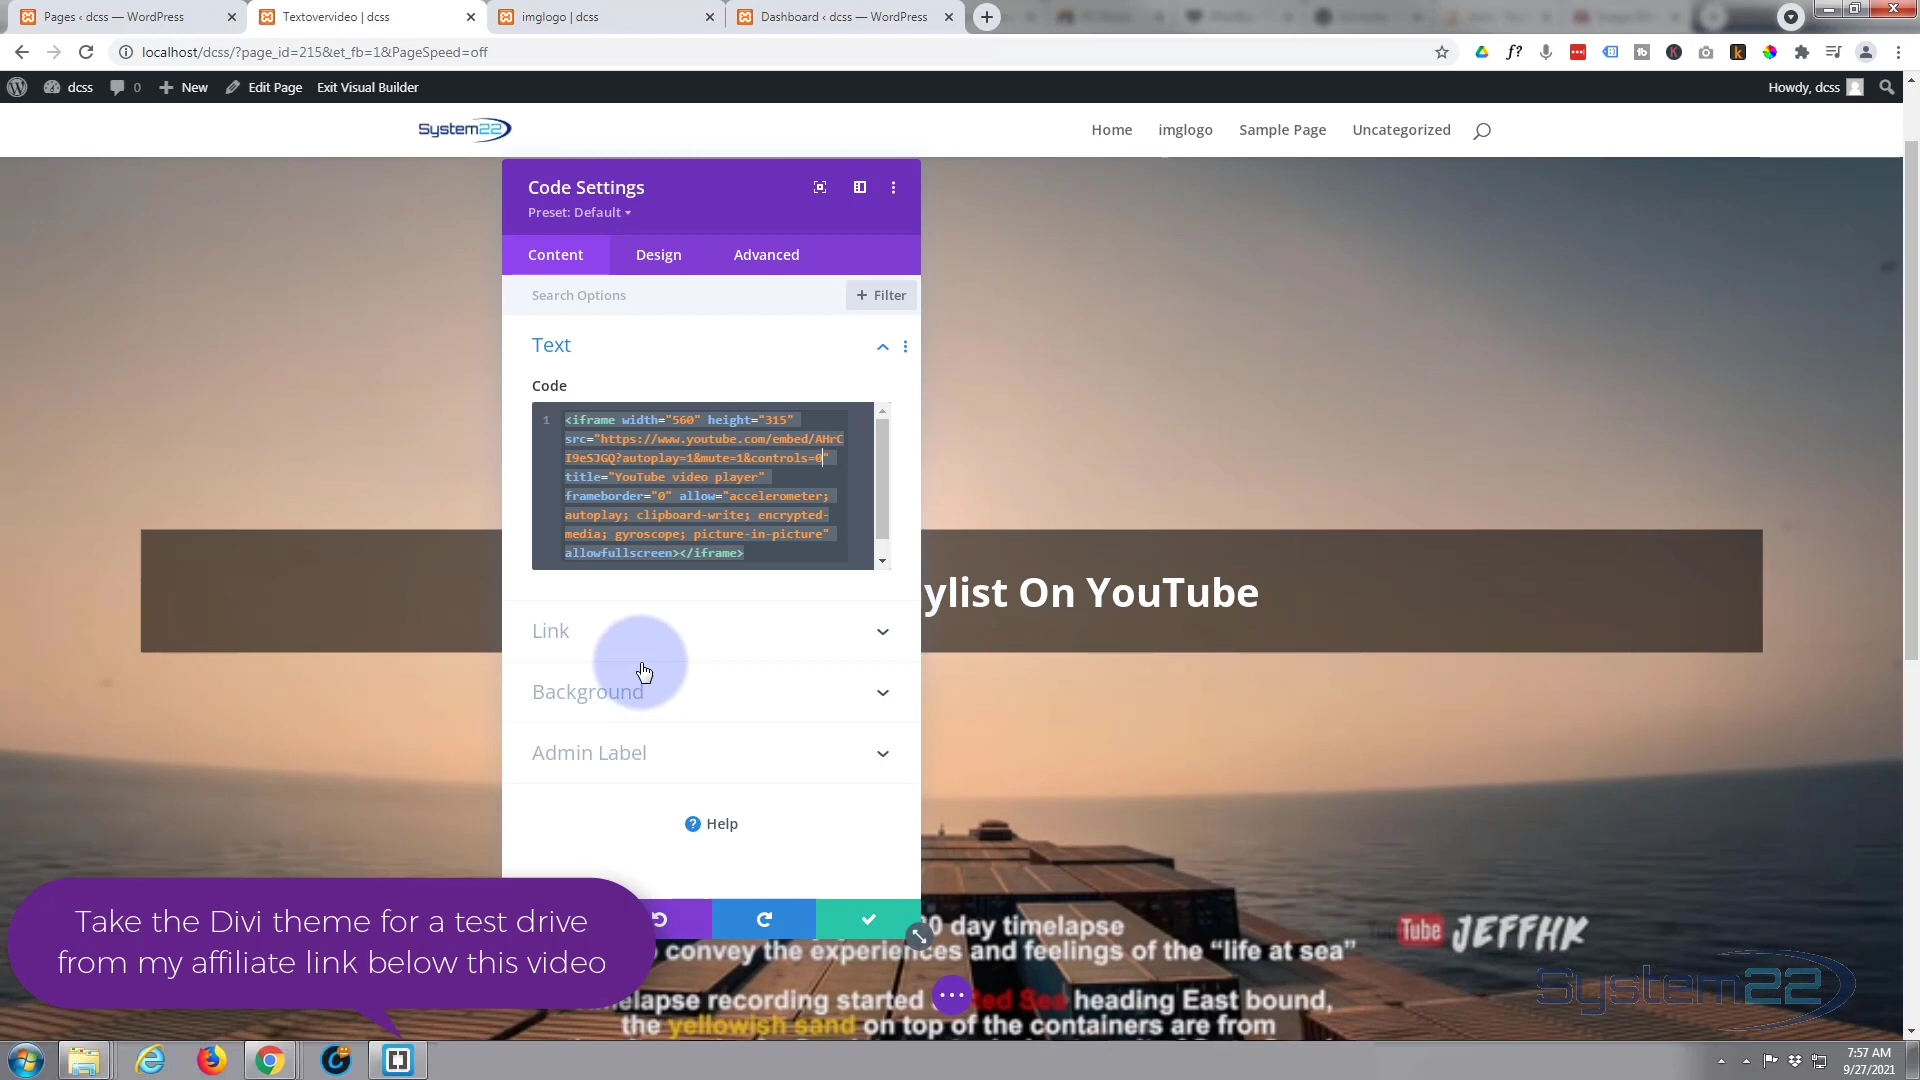 Pages ‹ dcss — WordPress
Textovervideo | dcss
imglogo | dcss
Dashboard ‹ dcss — WordPress
localhost/dcss/?page_id=215&et_fb=1&PageSpeed=off
dcss
0
New
Edit Page
Exit Visual Builder
Howdy, dcss
System22
Home
imglogo
Sample Page
Uncategorized
Code Settings
Preset: Default
Content
Design
Advanced
Search Options
+ Filter
Text
Code
1
<iframe width="560" height="315"
src="https://www.youtube.com/embed/AHrC
I9eSJGQ?autoplay=1&mute=1&controls=0"
title="YouTube video player"
frameborder="0" allow="accelerometer;
autoplay; clipboard-write; encrypted-
media; gyroscope; picture-in-picture"
allowfullscreen></iframe>
ylist On YouTube
Link
Background
Admin Label
Help
Take the Divi theme for a test drive
from my affiliate link below this video
0 day timelapse
convey the experiences and feelings of the “life at sea”
Tube JEFFHK
elapse recording started Red Sea heading East bound,
the yellowish sand on top of the containers are from
System22
7:57 AM
9/27/2021